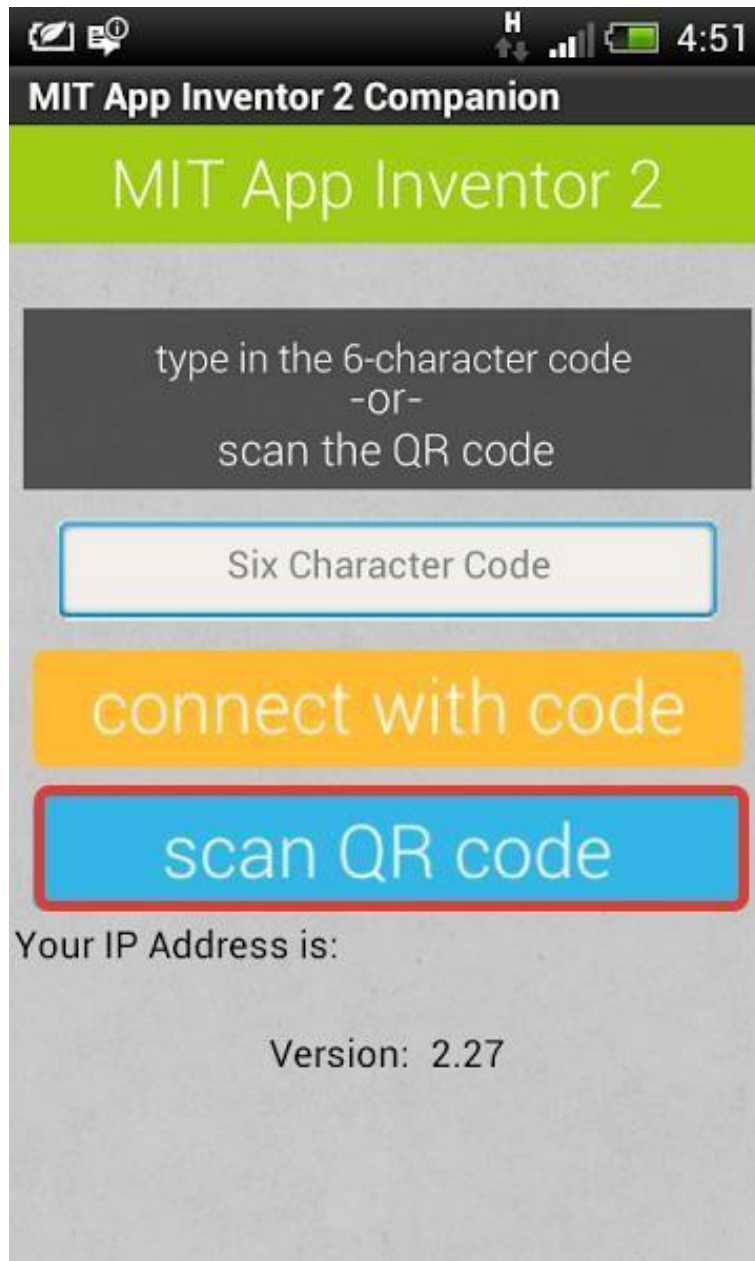 H
4:51
MIT App Inventor 2 Companion
MIT App Inventor 2
type in the 6-character code
-or-
scan the QR code
Six Character Code
connect with code
scan QR code
Your IP Address is:
Version: 2.27